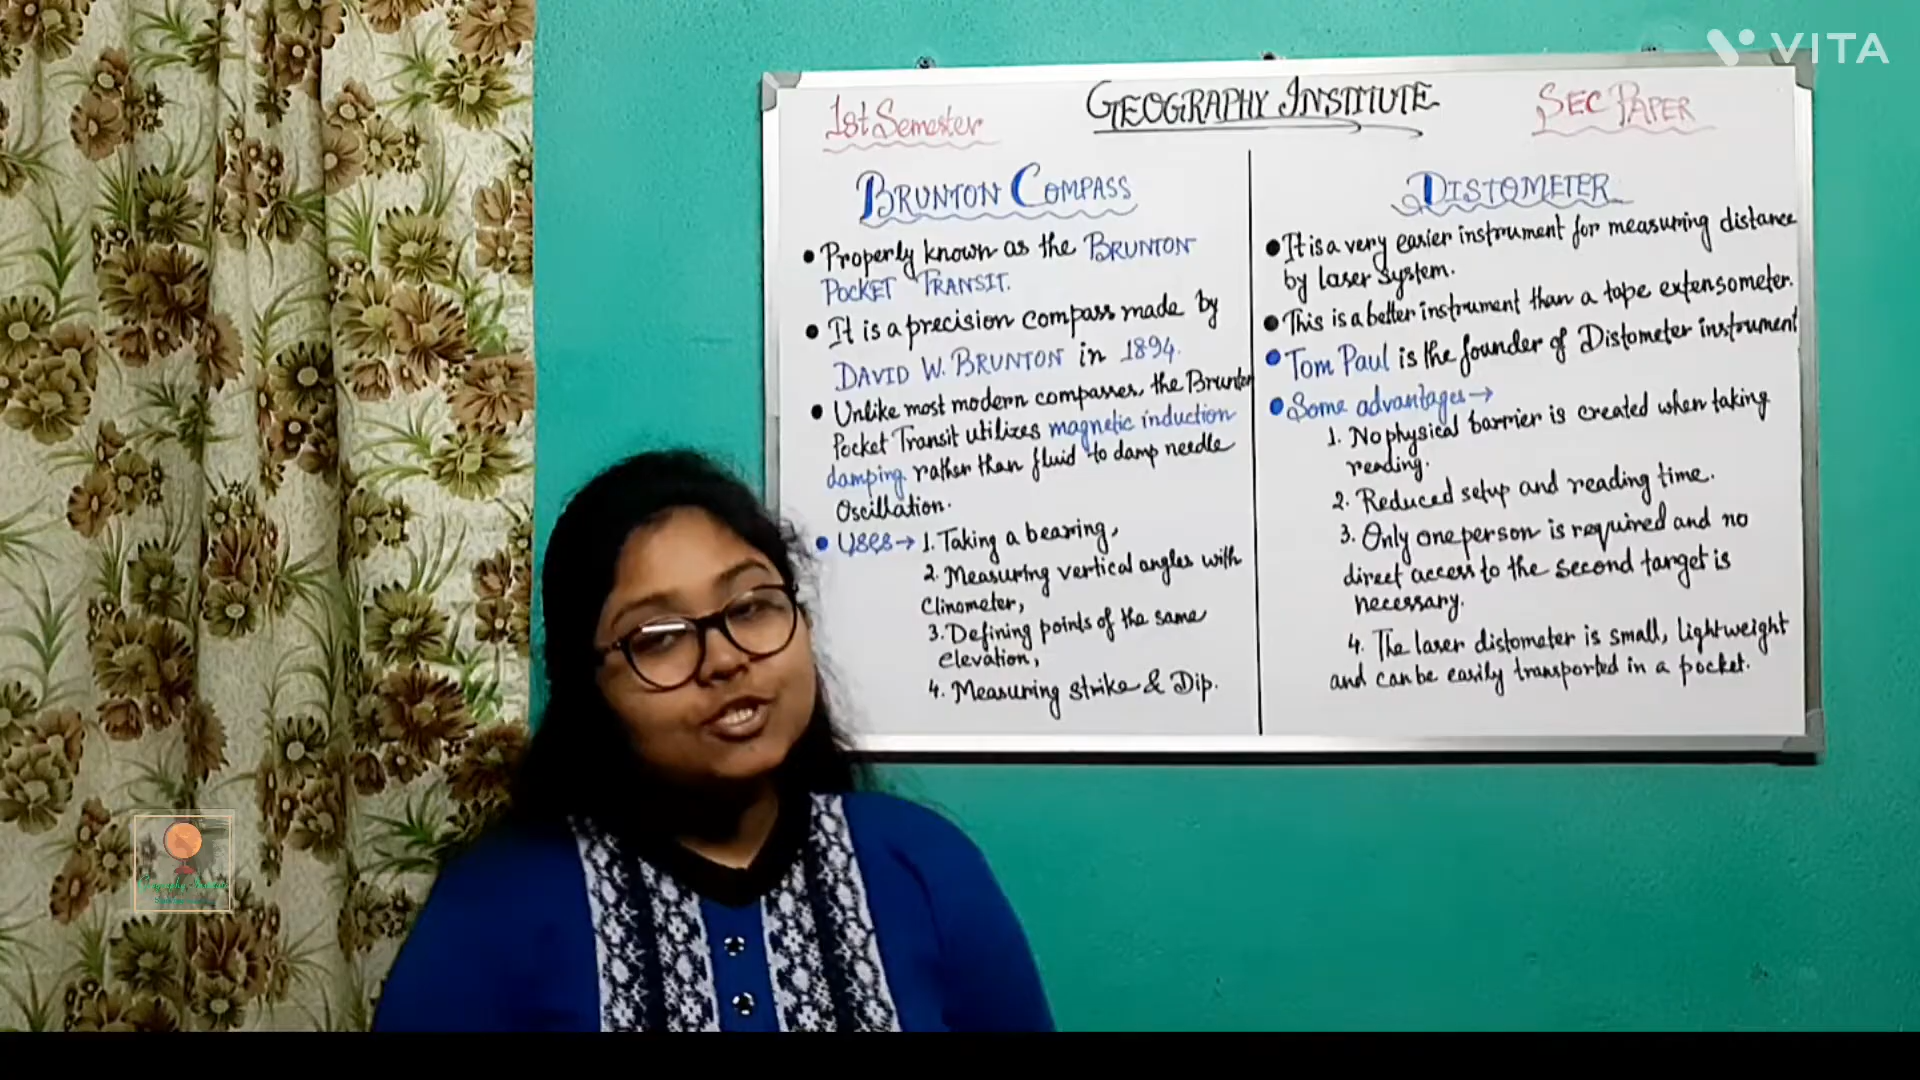 VITA
1st Semester
GEOGRAPHY INSTITUTE
SEC PAPER
BRUNTON COMPASS
• Properly known as the BRUNTON
POCKET TRANSIT.
• It is a precision compass made by
DAVID W. BRUNTON in 1894.
• Unlike most modern compasses, the Brunton
Pocket Transit utilizes magnetic induction
damping rather than fluid to damp needle
Oscillation.
• Uses → 1. Taking a bearing,
2. Measuring vertical angles with
Clinometer,
3. Defining points of the same
elevation,
4. Measuring strike & Dip.
DISTOMETER
• It is a very easier instrument for measuring distance
by laser system.
• This is a better instrument than a tape extensometer.
• Tom Paul is the founder of Distometer instrument
• Some advantages →
1. No physical barrier is created when taking
reading.
2. Reduced setup and reading time.
3. Only one person is required and no
direct access to the second target is
necessary.
4. The laser distometer is small, lightweight
and can be easily transported in a pocket.